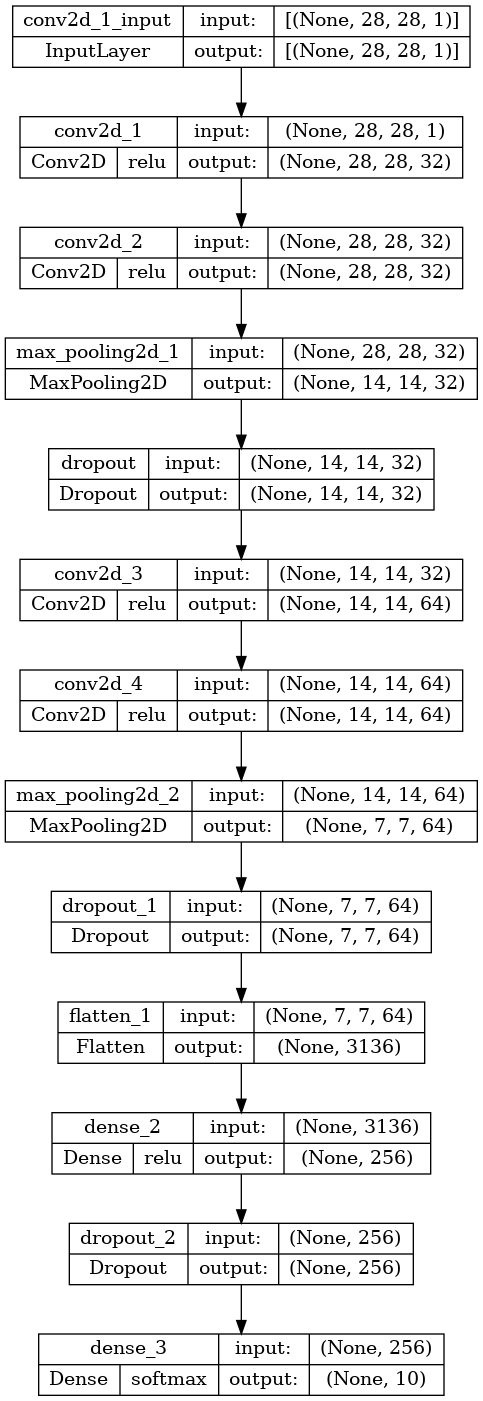 conv2d_1_input input: [(None, 28, 28, 1)]
InputLayer output: [(None, 28, 28, 1)]
conv2d_1 input: (None, 28, 28, 1)
Conv2D relu output: (None, 28, 28, 32)
conv2d_2 input: (None, 28, 28, 32)
Conv2D relu output: (None, 28, 28, 32)
max_pooling2d_1 input: (None, 28, 28, 32)
MaxPooling2D output: (None, 14, 14, 32)
dropout input: (None, 14, 14, 32)
Dropout output: (None, 14, 14, 32)
conv2d_3 input: (None, 14, 14, 32)
Conv2D relu output: (None, 14, 14, 64)
conv2d_4 input: (None, 14, 14, 64)
Conv2D relu output: (None, 14, 14, 64)
max_pooling2d_2 input: (None, 14, 14, 64)
MaxPooling2D output: (None, 7, 7, 64)
dropout_1 input: (None, 7, 7, 64)
Dropout output: (None, 7, 7, 64)
flatten_1 input: (None, 7, 7, 64)
Flatten output: (None, 3136)
dense_2 input: (None, 3136)
Dense relu output: (None, 256)
dropout_2 input: (None, 256)
Dropout output: (None, 256)
dense_3 input: (None, 256)
Dense softmax output: (None, 10)